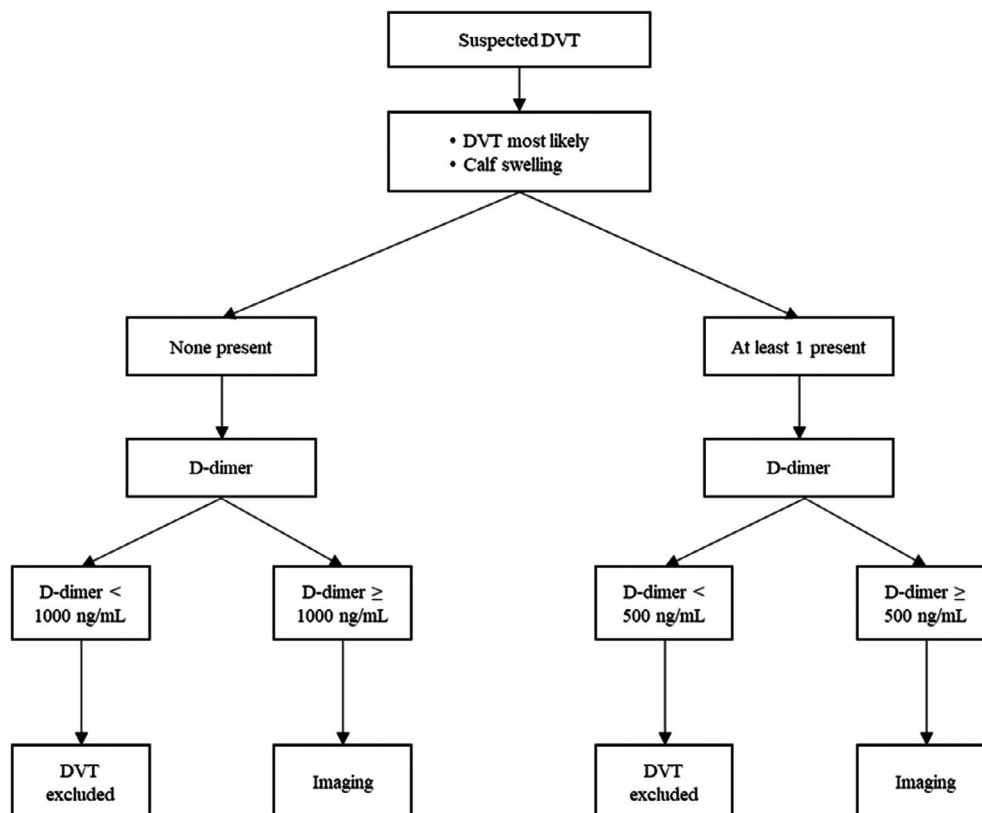 Suspected DVT
• DVT most likely
• Calf swelling
None present
At least 1 present
D-dimer
D-dimer
D-dimer <
1000 ng/mL
D-dimer ≥
1000 ng/mL
D-dimer <
500 ng/mL
D-dimer ≥
500 ng/mL
DVT
excluded
Imaging
DVT
excluded
Imaging